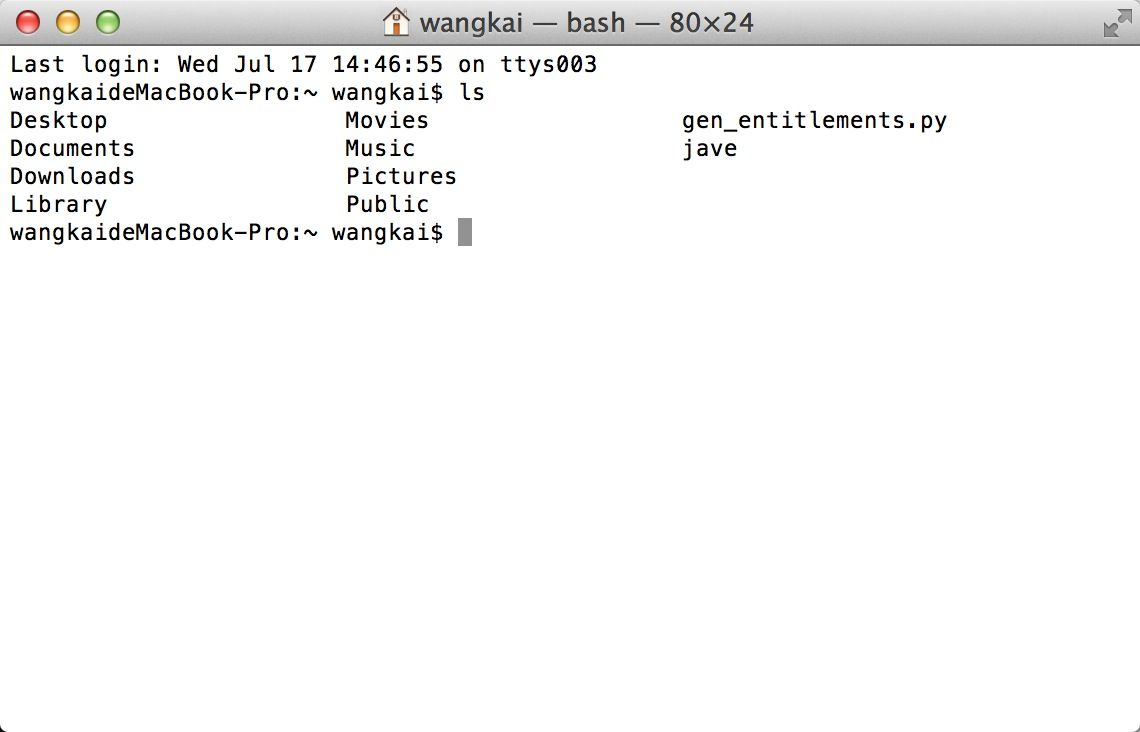 wangkai — bash — 80×24
Last login: Wed Jul 17 14:46:55 on ttys003
wangkaideMacBook-Pro:~ wangkai$ ls
Desktop Movies gen_entitlements.py
Documents Music jave
Downloads Pictures
Library Public
wangkaideMacBook-Pro:~ wangkai$